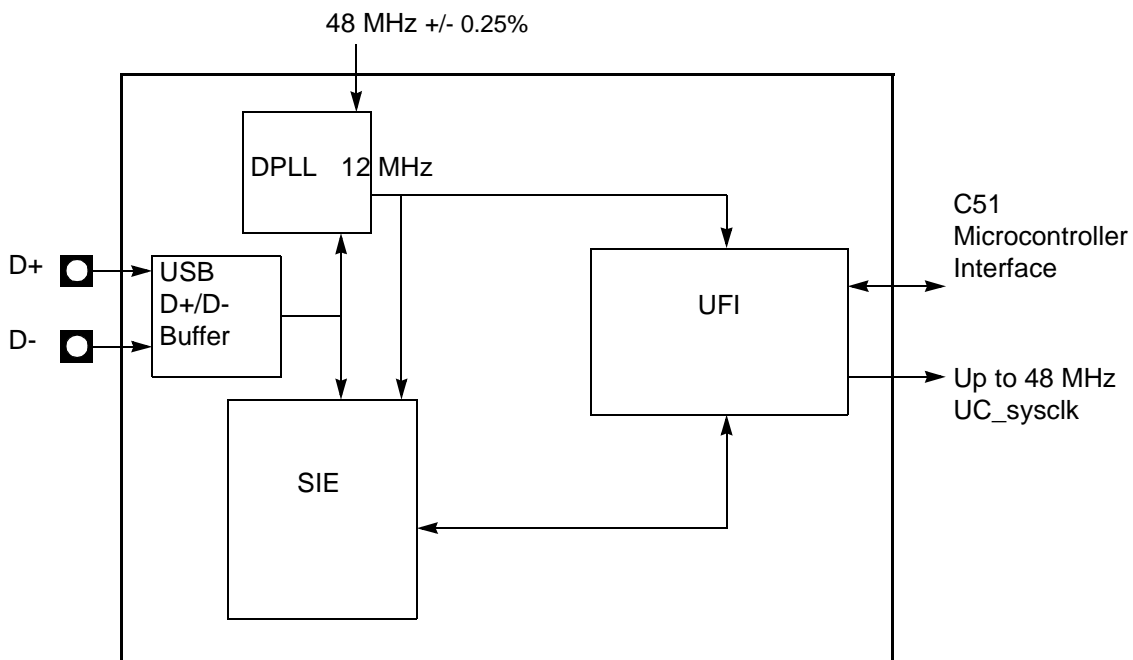 48 MHz +/- 0.25%
DPLL 12 MHz
D+
USB
D+/D-
Buffer
D-
C51
Microcontroller
Interface
UFI
Up to 48 MHz
UC_sysclk
SIE